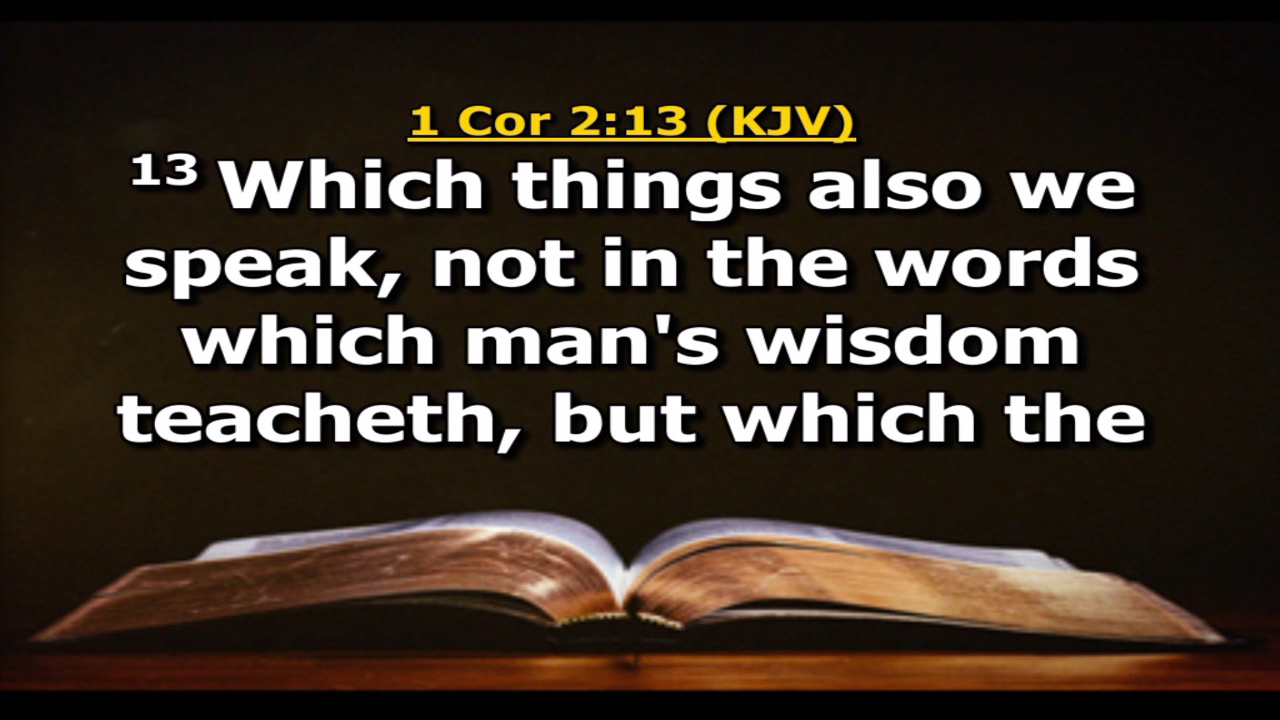 1 Cor 2:13 (KJV)
13 Which things also we
speak, not in the words
which man's wisdom
teacheth, but which the